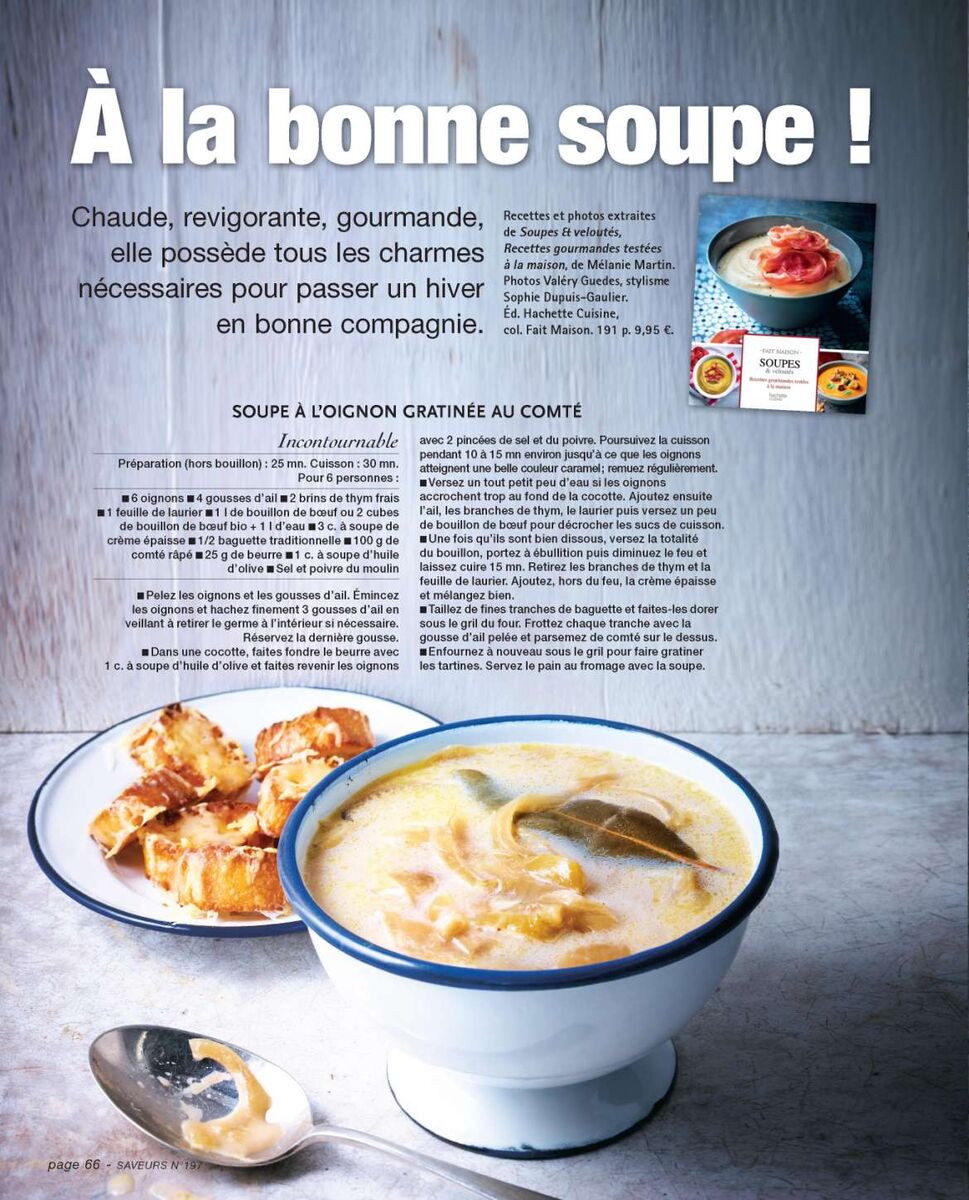 À la bonne soupe !
Chaude, revigorante, gourmande,
elle possède tous les charmes
nécessaires pour passer un hiver
en bonne compagnie.
Recettes et photos extraites
de Soupes & veloutés,
Recettes gourmandes testées
à la maison, de Mélanie Martin.
Photos Valéry Guedes, stylisme
Sophie Dupuis-Gaulier.
Éd. Hachette Cuisine,
col. Fait Maison. 191 p. 9,95 €.
- FAIT MAISON -
SOUPES
& veloutés
Recettes gourmandes testées
à la maison
hachette
CUISINE
SOUPE À L’OIGNON GRATINÉE AU COMTÉ
Incontournable
Préparation (hors bouillon) : 25 mn. Cuisson : 30 mn.
Pour 6 personnes :
■ 6 oignons ■ 4 gousses d’ail ■ 2 brins de thym frais
■ 1 feuille de laurier ■ 1 l de bouillon de bœuf ou 2 cubes
de bouillon de bœuf bio + 1 l d’eau ■ 3 c. à soupe de
crème épaisse ■ 1/2 baguette traditionnelle ■ 100 g de
comté râpé ■ 25 g de beurre ■ 1 c. à soupe d’huile
d’olive ■ Sel et poivre du moulin
■ Pelez les oignons et les gousses d’ail. Émincez
les oignons et hachez finement 3 gousses d’ail en
veillant à retirer le germe à l’intérieur si nécessaire.
Réservez la dernière gousse.
■ Dans une cocotte, faites fondre le beurre avec
1 c. à soupe d’huile d’olive et faites revenir les oignons
avec 2 pincées de sel et du poivre. Poursuivez la cuisson
pendant 10 à 15 mn environ jusqu’à ce que les oignons
atteignent une belle couleur caramel; remuez régulièrement.
■ Versez un tout petit peu d’eau si les oignons
accrochent trop au fond de la cocotte. Ajoutez ensuite
l’ail, les branches de thym, le laurier puis versez un peu
de bouillon de bœuf pour décrocher les sucs de cuisson.
■ Une fois qu’ils sont bien dissous, versez la totalité
du bouillon, portez à ébullition puis diminuez le feu et
laissez cuire 15 mn. Retirez les branches de thym et la
feuille de laurier. Ajoutez, hors du feu, la crème épaisse
et mélangez bien.
■ Taillez de fines tranches de baguette et faites-les dorer
sous le gril du four. Frottez chaque tranche avec la
gousse d’ail pelée et parsemez de comté sur le dessus.
■ Enfournez à nouveau sous le gril pour faire gratiner
les tartines. Servez le pain au fromage avec la soupe.
page 66 - SAVEURS N°197